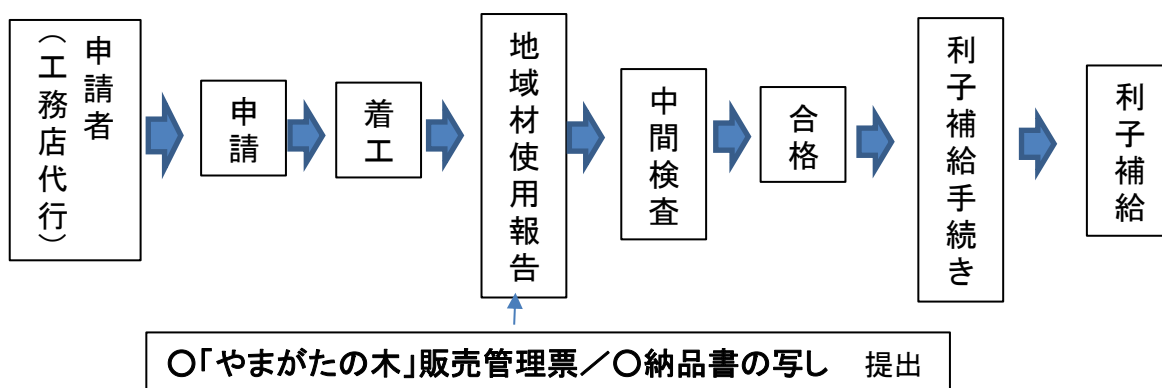 申請者
（工務店代行）
申請
着工
地域材使用報告
中間検査
合格
利子補給手続き
利子補給
○「やまがたの木」販売管理票／○納品書の写し　提出